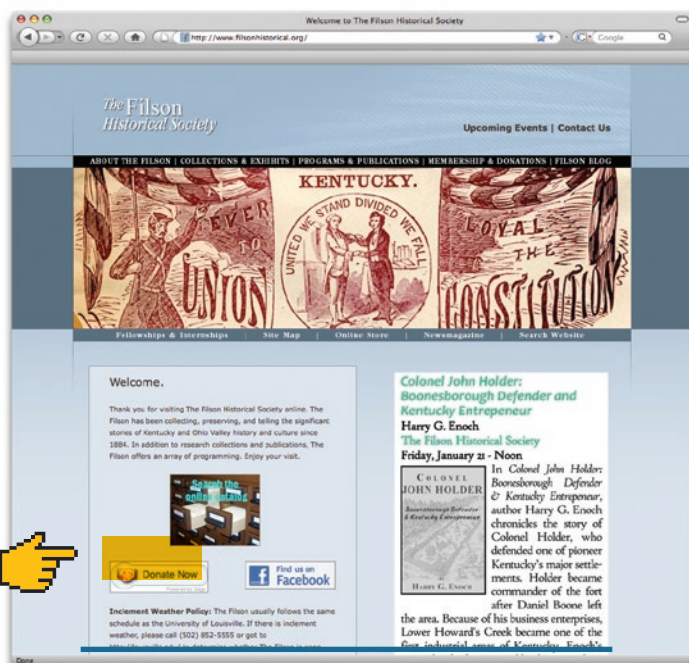 Welcome to The Filson Historical Society
http://www.filsonhistorical.org/
Google
The Filson
Historical Society
Upcoming Events | Contact Us
ABOUT THE FILSON | COLLECTIONS & EXHIBITS | PROGRAMS & PUBLICATIONS | MEMBERSHIP & DONATIONS | FILSON BLOG
KENTUCKY.
UNITED WE STAND DIVIDED WE FALL
EVER TO UNION
LOYAL TO THE CONSTITUTION
Fellowships & Internships | Site Map | Online Store | Newsmagazine | Search Website
Welcome.
Thank you for visiting The Filson Historical Society online. The
Filson has been collecting, preserving, and telling the significant
stories of Kentucky and Ohio Valley history and culture since
1884. In addition to research collections and publications, The
Filson offers an array of programming. Enjoy your visit.
Search the
online catalog
Donate Now
Find us on
Facebook
Inclement Weather Policy: The Filson usually follows the same
schedule as the University of Louisville. If there is inclement
weather, please call (502) 852-5555 or got to
Colonel John Holder:
Boonesborough Defender and
Kentucky Entrepeneur
Harry G. Enoch
The Filson Historical Society
Friday, January 21 - Noon
COLONEL
JOHN HOLDER
Boonesborough Defender
& Kentucky Entrepreneur
HARRY G. ENOCH
In Colonel John Holder:
Boonesborough Defender
& Kentucky Entrepeneur,
author Harry G. Enoch
chronicles the story of
Colonel Holder, who
defended one of pioneer
Kentucky's major settle-
ments. Holder became
commander of the fort
after Daniel Boone left
the area. Because of his business enterprises,
Lower Howard's Creek became one of the
first industrial areas of Kentucky. Enoch's
Done